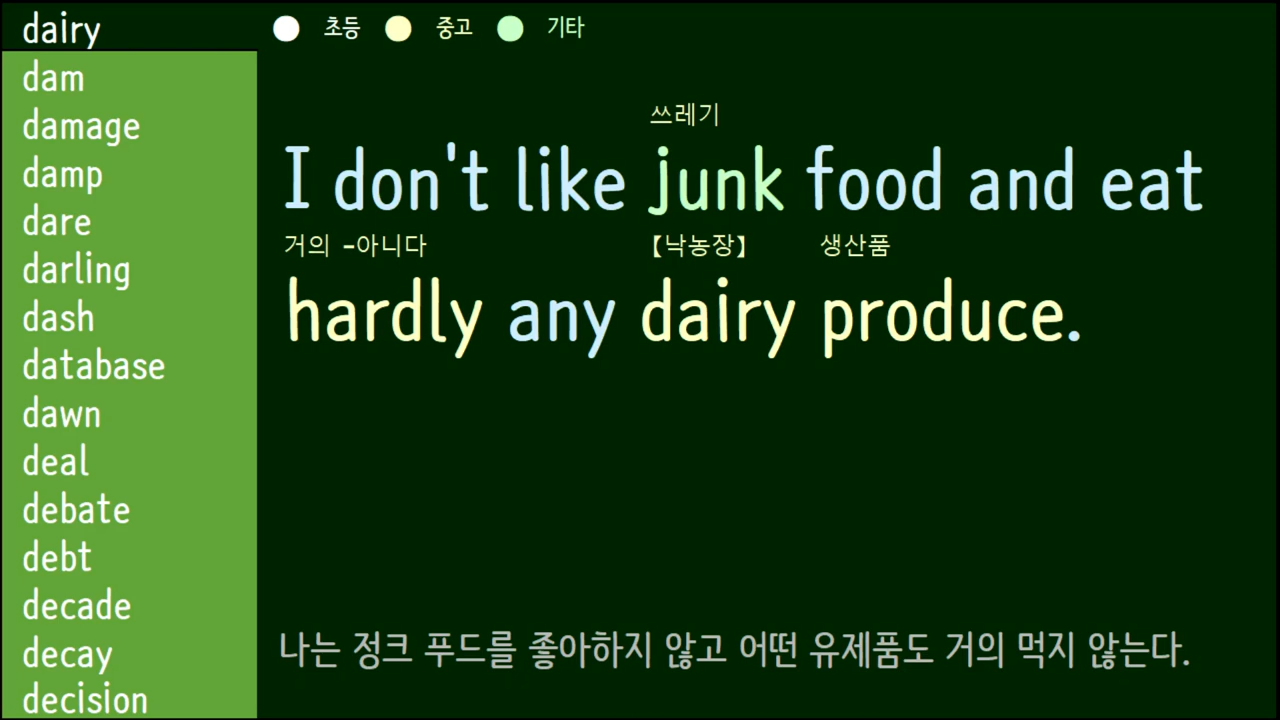 dairy
dam
damage
damp
dare
darling
dash
database
dawn
deal
debate
debt
decade
decay
decision
초등 중고 기타
쓰레기
I don't like junk food and eat
거의 -아니다 【낙농장】 생산품
hardly any dairy produce.
나는 정크 푸드를 좋아하지 않고 어떤 유제품도 거의 먹지 않는다.